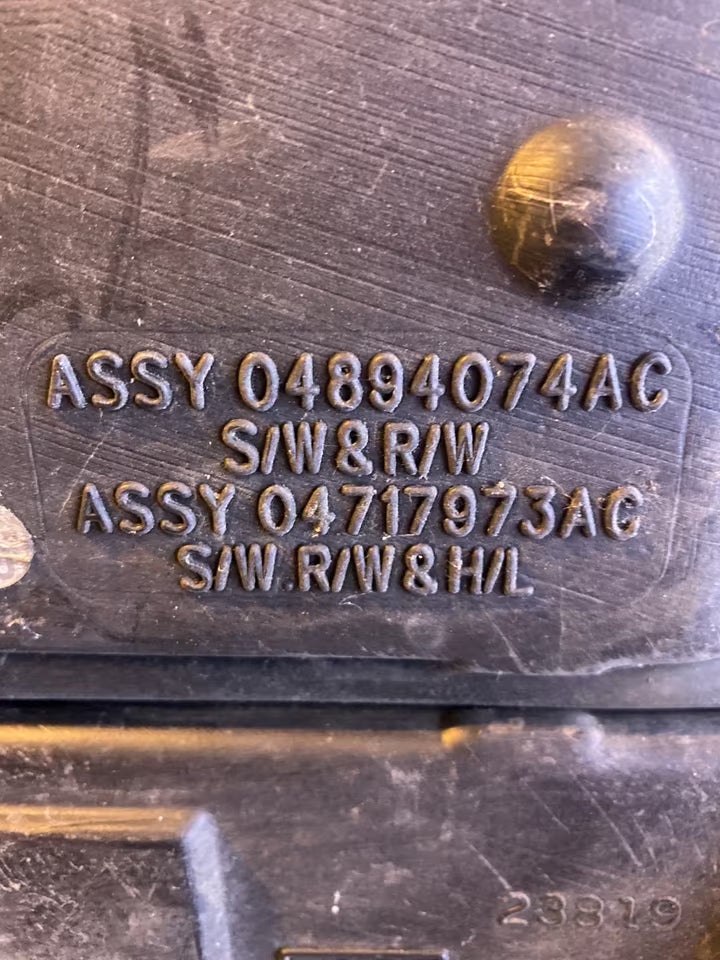 ASSY 04894074AC
S/W & R/W
ASSY 04717973AC
S/W R/W & H/L
23819